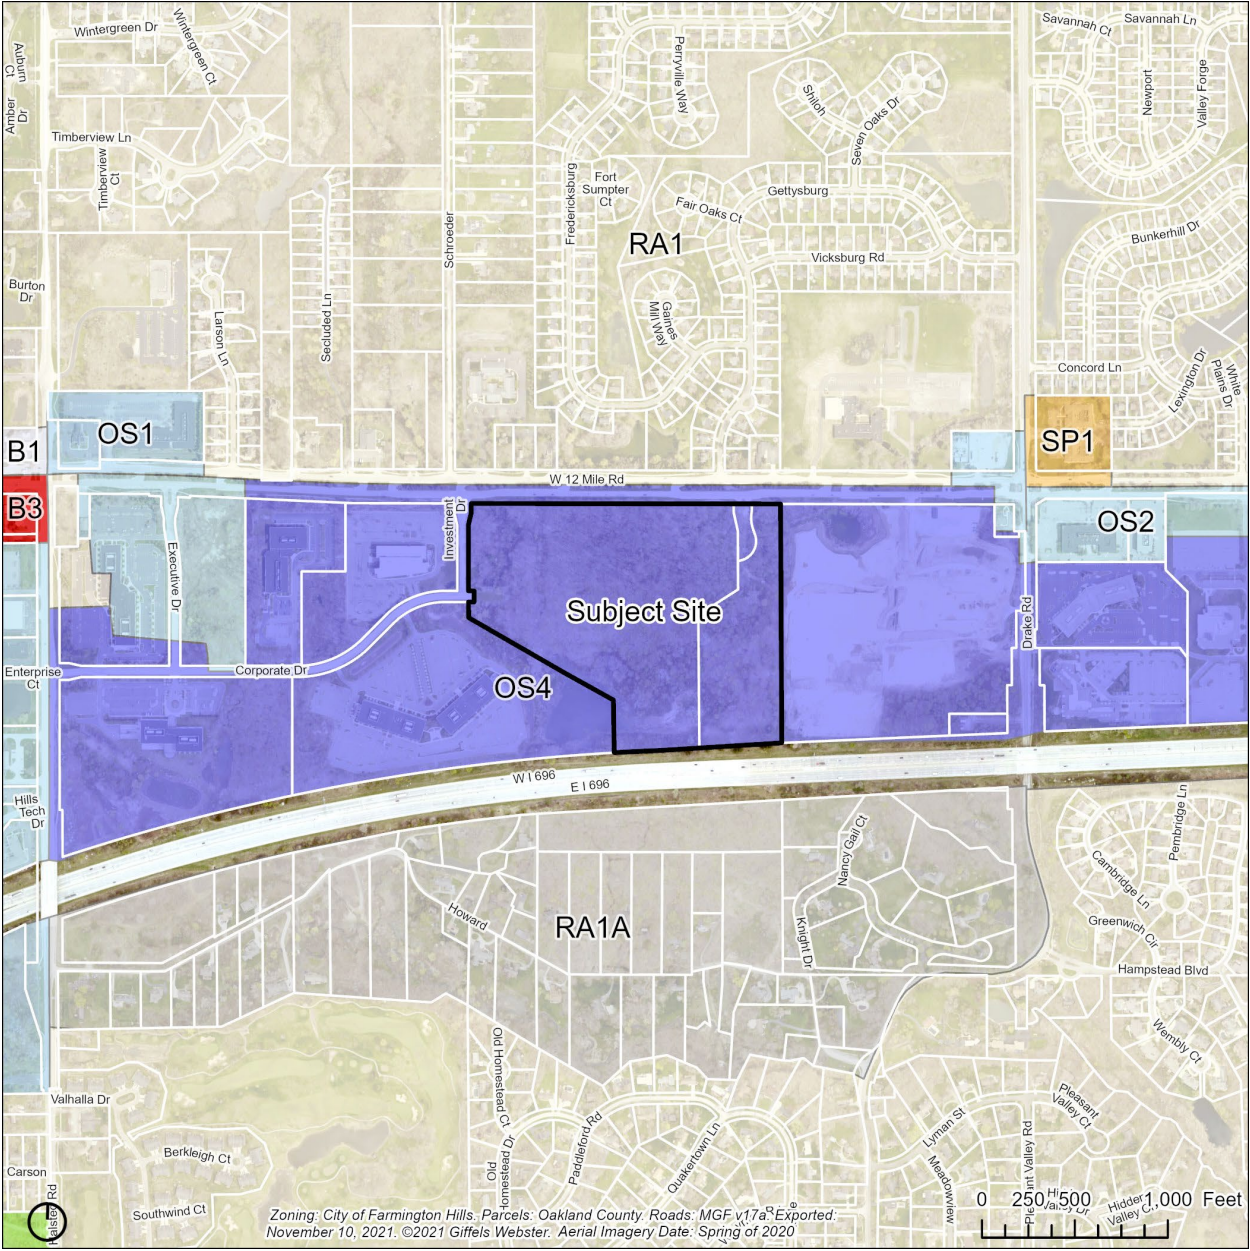 Wintergreen Dr
Wintergreen Ct
Auburn
Ct
Amber
Dr
Timberview Ln
Timberview
Ct
Perryville Way
Shiloh
Seven Oaks Dr
Savannah Ct
Savannah Ln
Newport
Valley Forge
Fredericksburg
Fort
Sumpter
Ct
Fair Oaks Ct
Gettysburg
Schroeder
RA1
Vicksburg Rd
Bunkerhill Dr
Burton
Dr
Larson Ln
Secluded Ln
Gaines
Mill Way
Concord Ln
Lexington Dr
White
Plains Dr
B1
OS1
SP1
W 12 Mile Rd
B3
Investment
Dr
OS2
Executive Dr
Subject Site
Drake Rd
Enterprise
Ct
Corporate Dr
OS4
W I 696
E I 696
Hills
Tech
Dr
Nancy Gail Ct
Pembridge Ln
Cambridge Ln
Howard
RA1A
Knight Dr
Greenwich Cir
Hampstead Blvd
Wembly Ct
Old Homestead Ct
Valhalla Dr
Berkleigh Ct
Paddleford Rd
Quakertown Ln
Lyman St
Pleasant
Valley Ct
Meadowview
Carson
Old
Homestead Dr
Southwind Ct
Halsted Rd
Hidden
Valley Ct
0 250 500 1,000 Feet
Zoning: City of Farmington Hills. Parcels: Oakland County. Roads: MGF v17a. Exported:
November 10, 2021. ©2021 Giffels Webster. Aerial Imagery Date: Spring of 2020